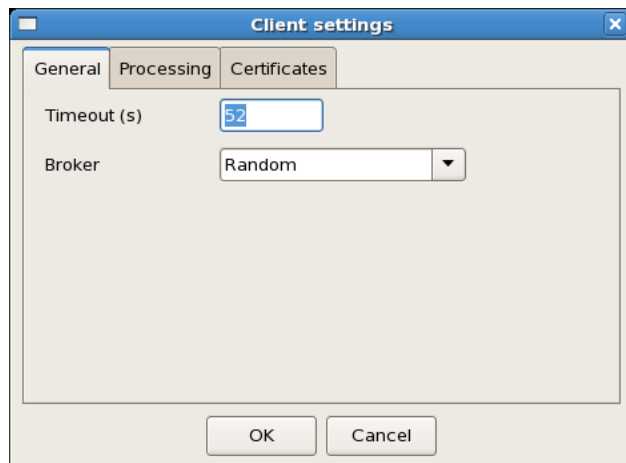 Client settings
General Processing Certificates
Timeout (s) 52
Broker Random
OK Cancel